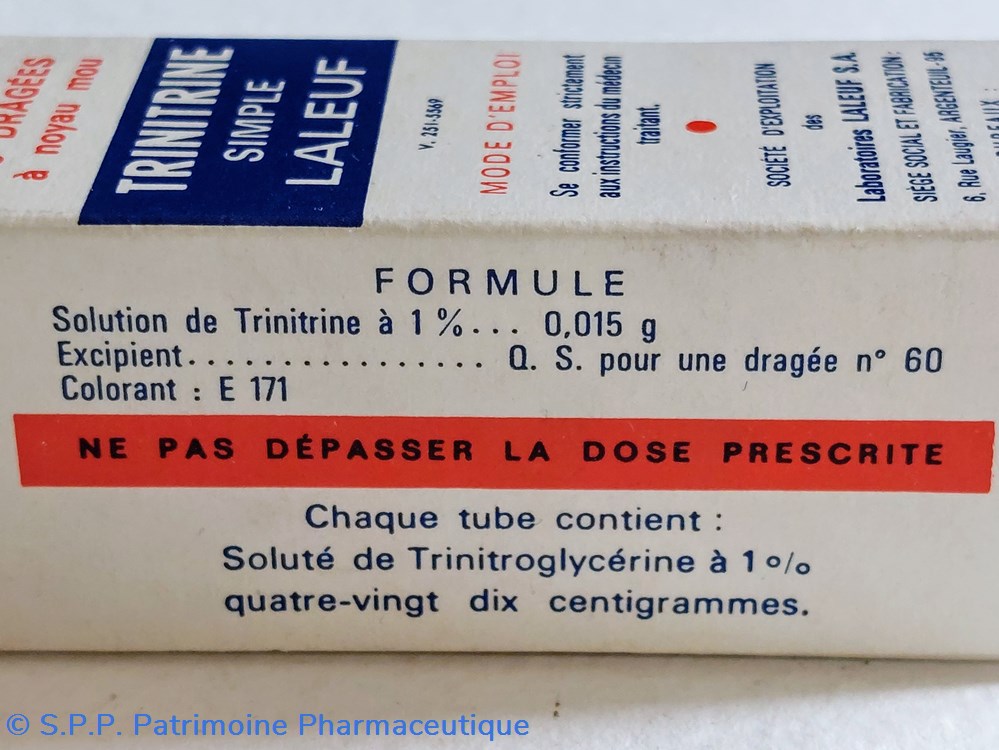 DRAGÉES
à noyau mou
TRINITRINE
SIMPLE
LALEUF
V. 251-5369
MODE D'EMPLOI
Se conformer strictement
aux instructions du médecin
traitant.
SOCIÉTÉ D'EXPLOITATION
des
Laboratoires LALEUF S.A.
SIÈGE SOCIAL ET FABRICATION:
6, Rue Laugier, ARGENTEUIL-95
FORMULE
Solution de Trinitrine à 1 %... 0,015 g
Excipient................. Q. S. pour une dragée n° 60
Colorant : E 171
NE PAS DÉPASSER LA DOSE PRESCRITE
Chaque tube contient :
Soluté de Trinitroglycérine à 1 %
quatre-vingt dix centigrammes.
© S.P.P. Patrimoine Pharmaceutique